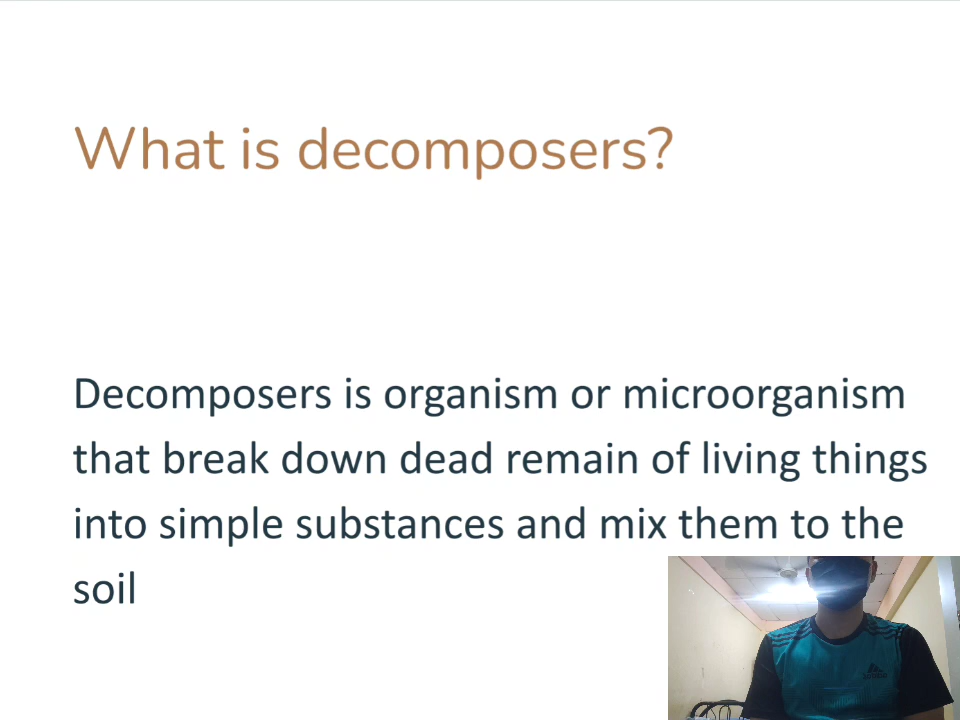 What is decomposers?
Decomposers is organism or microorganism
that break down dead remain of living things
into simple substances and mix them to the
soil